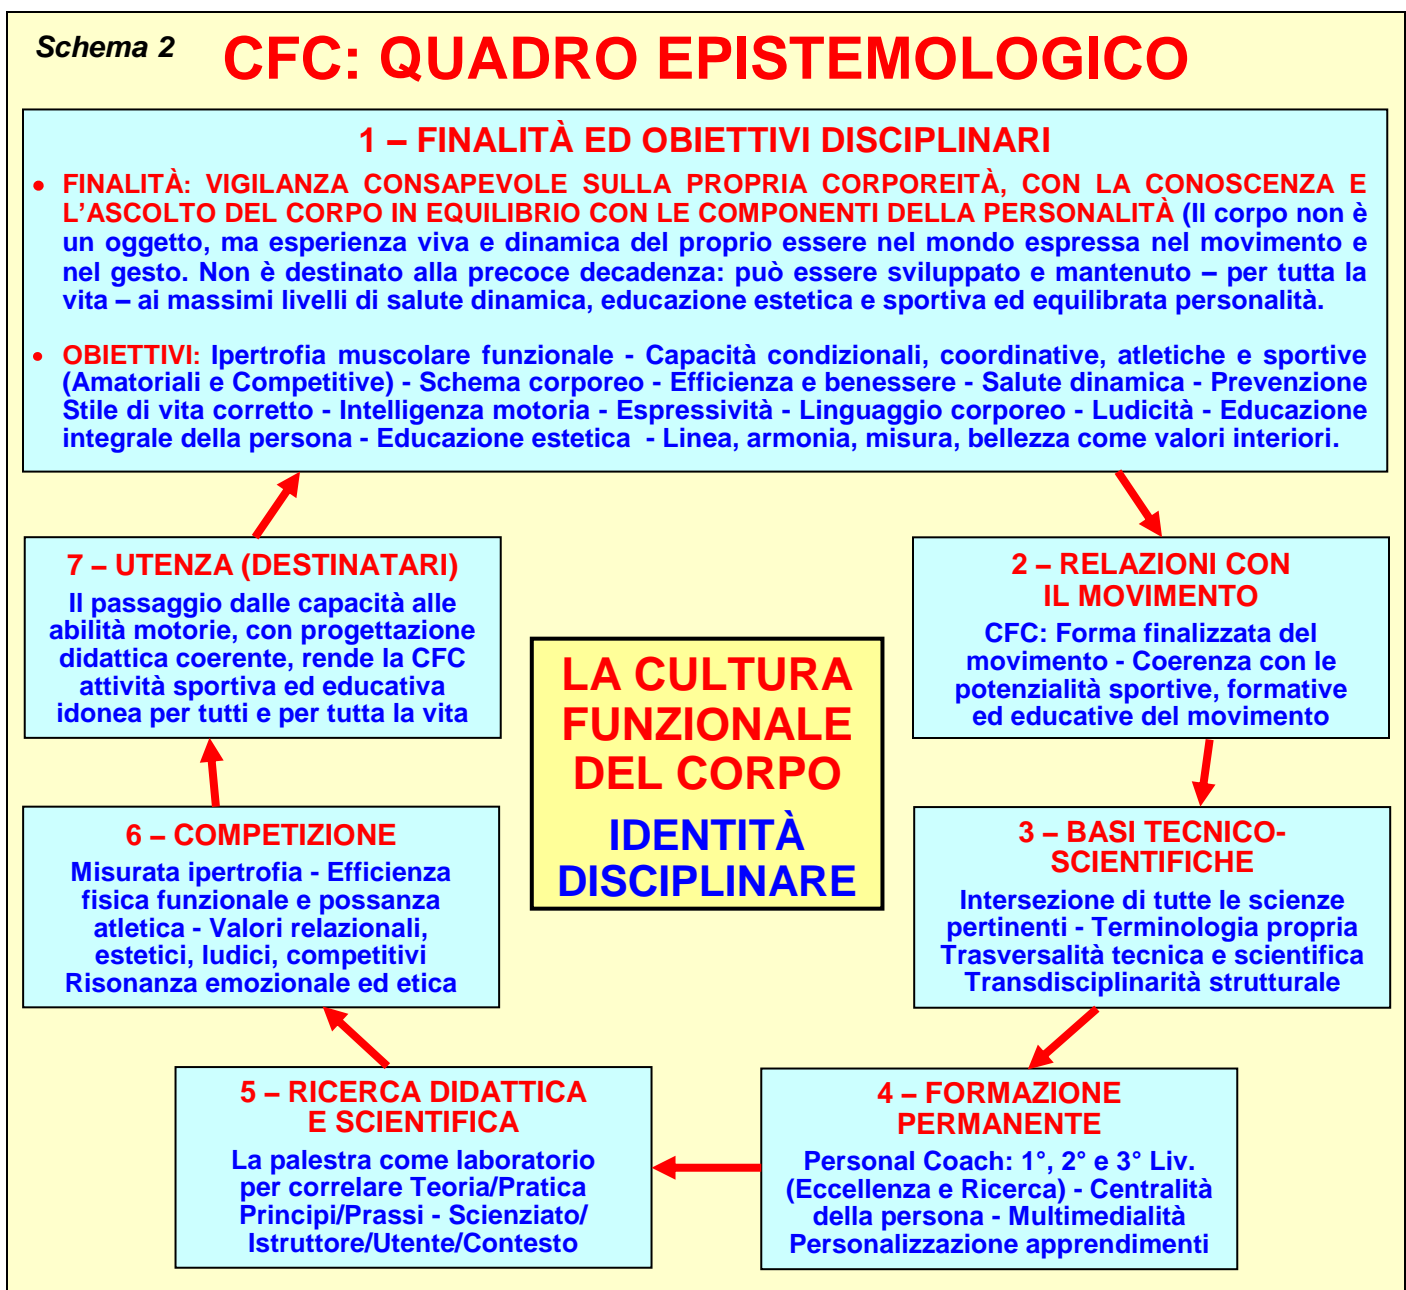 Schema 2
CFC: QUADRO EPISTEMOLOGICO
1 – FINALITÀ ED OBIETTIVI DISCIPLINARI
• FINALITÀ: VIGILANZA CONSAPEVOLE SULLA PROPRIA CORPOREITÀ, CON LA CONOSCENZA E
L'ASCOLTO DEL CORPO IN EQUILIBRIO CON LE COMPONENTI DELLA PERSONALITÀ (Il corpo non è
un oggetto, ma esperienza viva e dinamica del proprio essere nel mondo espressa nel movimento e
nel gesto. Non è destinato alla precoce decadenza: può essere sviluppato e mantenuto – per tutta la
vita – ai massimi livelli di salute dinamica, educazione estetica e sportiva ed equilibrata personalità.
• OBIETTIVI: Ipertrofia muscolare funzionale - Capacità condizionali, coordinative, atletiche e sportive
(Amatoriali e Competitive) - Schema corporeo - Efficienza e benessere - Salute dinamica - Prevenzione
Stile di vita corretto - Intelligenza motoria - Espressività - Linguaggio corporeo - Ludicità - Educazione
integrale della persona - Educazione estetica - Linea, armonia, misura, bellezza come valori interiori.
7 – UTENZA (DESTINATARI)
Il passaggio dalle capacità alle
abilità motorie, con progettazione
didattica coerente, rende la CFC
attività sportiva ed educativa
idonea per tutti e per tutta la vita
2 – RELAZIONI CON
IL MOVIMENTO
CFC: Forma finalizzata del
movimento - Coerenza con le
potenzialità sportive, formative
ed educative del movimento
LA CULTURA
FUNZIONALE
DEL CORPO
IDENTITÀ
DISCIPLINARE
6 – COMPETIZIONE
Misurata ipertrofia - Efficienza
fisica funzionale e possanza
atletica - Valori relazionali,
estetici, ludici, competitivi
Risonanza emozionale ed etica
3 – BASI TECNICO-
SCIENTIFICHE
Intersezione di tutte le scienze
pertinenti - Terminologia propria
Trasversalità tecnica e scientifica
Transdisciplinarità strutturale
5 – RICERCA DIDATTICA
E SCIENTIFICA
La palestra come laboratorio
per correlare Teoria/Pratica
Principi/Prassi - Scienziato/
Istruttore/Utente/Contesto
4 – FORMAZIONE
PERMANENTE
Personal Coach: 1°, 2° e 3° Liv.
(Eccellenza e Ricerca) - Centralità
della persona - Multimedialità
Personalizzazione apprendimenti